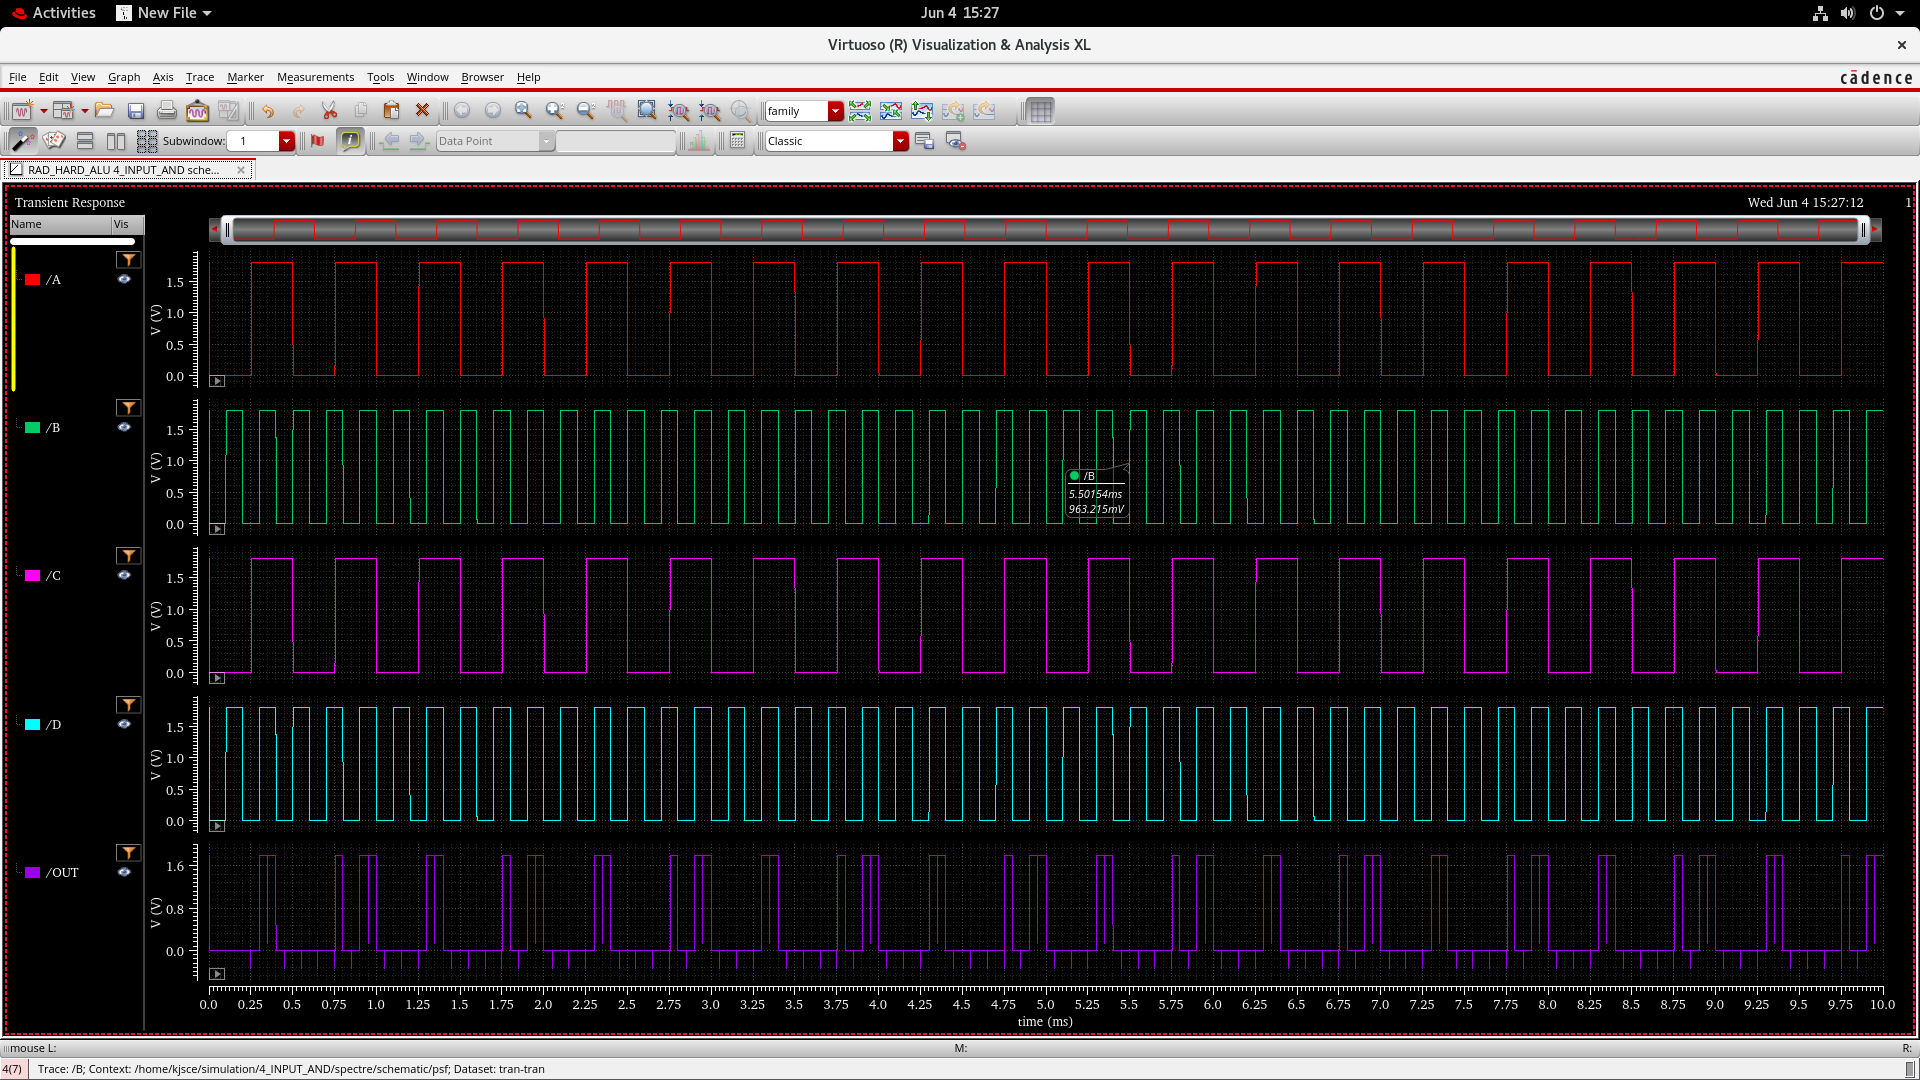 Activities New File Jun 4 15:27
Virtuoso (R) Visualization & Analysis XL
File Edit View Graph Axis Trace Marker Measurements Tools Window Browser Help cādence
family
Subwindow: 1 Data Point Classic
RAD_HARD_ALU 4_INPUT_AND sche...
Transient Response Wed Jun 4 15:27:12 1
Name Vis
/A
V (V)
1.5
1.0
0.5
0.0
/B
V (V)
1.5
1.0
0.5
0.0
/B
5.50154ms
963.215mV
/C
V (V)
1.5
1.0
0.5
0.0
/D
V (V)
1.5
1.0
0.5
0.0
/OUT
V (V)
1.6
0.8
0.0
0.0 0.25 0.5 0.75 1.0 1.25 1.5 1.75 2.0 2.25 2.5 2.75 3.0 3.25 3.5 3.75 4.0 4.25 4.5 4.75 5.0 5.25 5.5 5.75 6.0 6.25 6.5 6.75 7.0 7.25 7.5 7.75 8.0 8.25 8.5 8.75 9.0 9.25 9.5 9.75 10.0
time (ms)
mouse L: M: R:
4(7) Trace: /B; Context: /home/kjsce/simulation/4_INPUT_AND/spectre/schematic/psf; Dataset: tran-tran